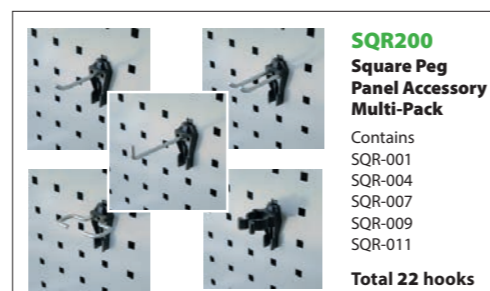 SQR200
Square Peg
Panel Accessory
Multi-Pack
Contains
SQR-001
SQR-004
SQR-007
SQR-009
SQR-011
Total 22 hooks